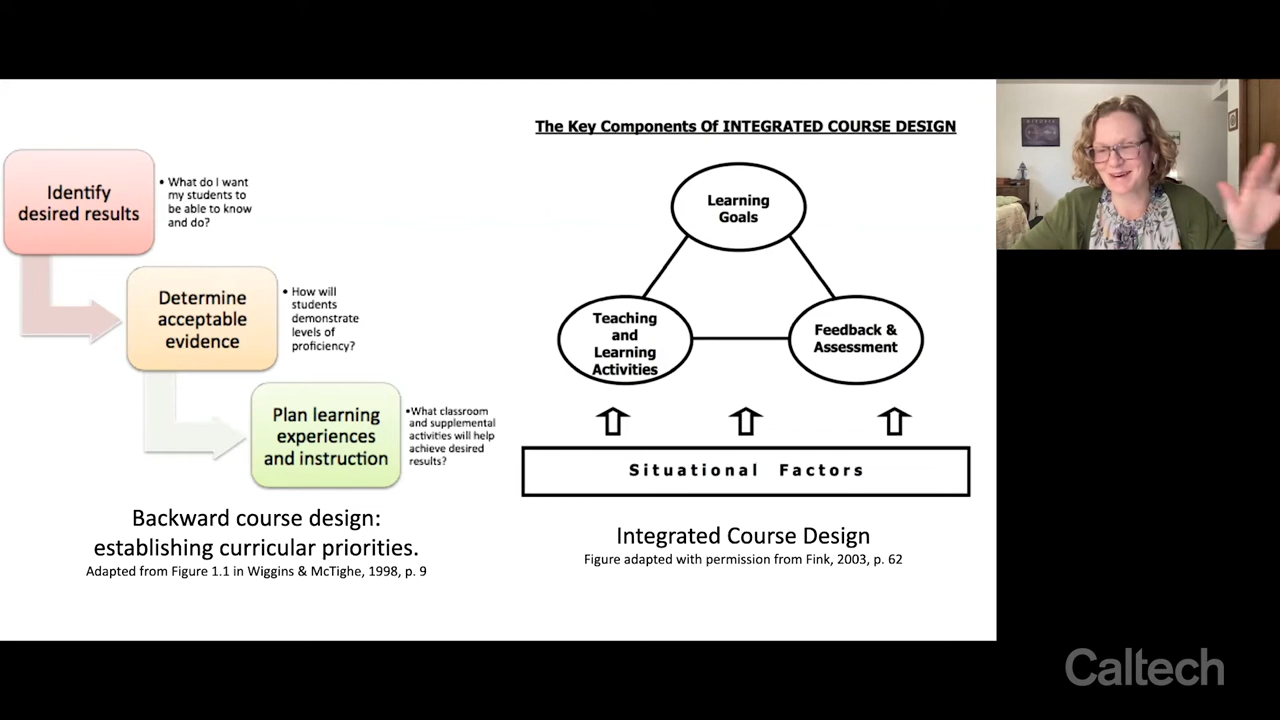 Identify
desired results
• What do I want
my students to
be able to know
and do?
Determine
acceptable
evidence
• How will
students
demonstrate
levels of
proficiency?
Plan learning
experiences
and instruction
•What classroom
and supplemental
activities will help
achieve desired
results?
Backward course design:
establishing curricular priorities.
Adapted from Figure 1.1 in Wiggins & McTighe, 1998, p. 9
The Key Components Of INTEGRATED COURSE DESIGN
Learning
Goals
Teaching
and
Learning
Activities
Feedback &
Assessment
Situational Factors
Integrated Course Design
Figure adapted with permission from Fink, 2003, p. 62
Caltech